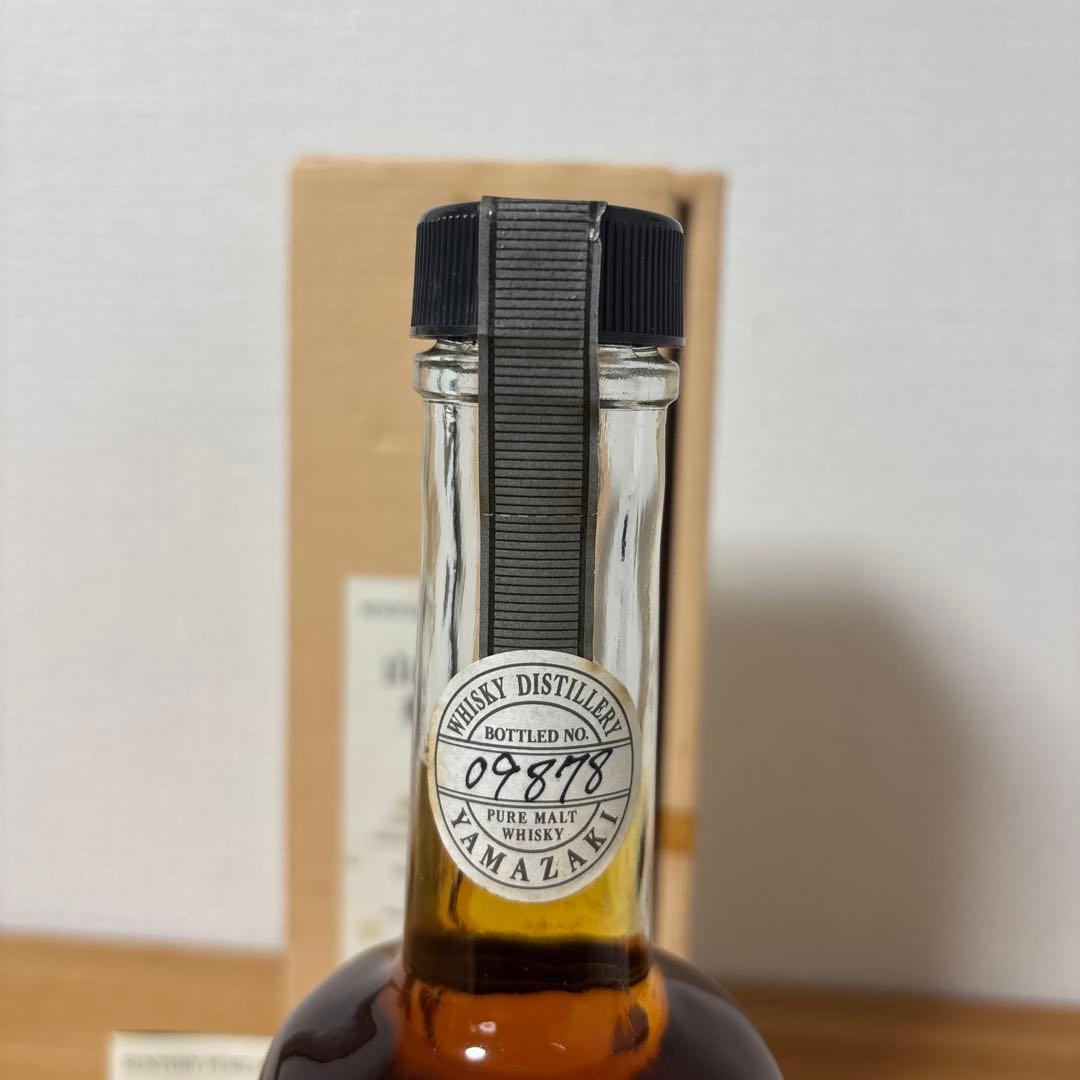 WHISKY DISTILLERY
BOTTLED NO.
09878
PURE MALT
WHISKY
YAMAZAKI